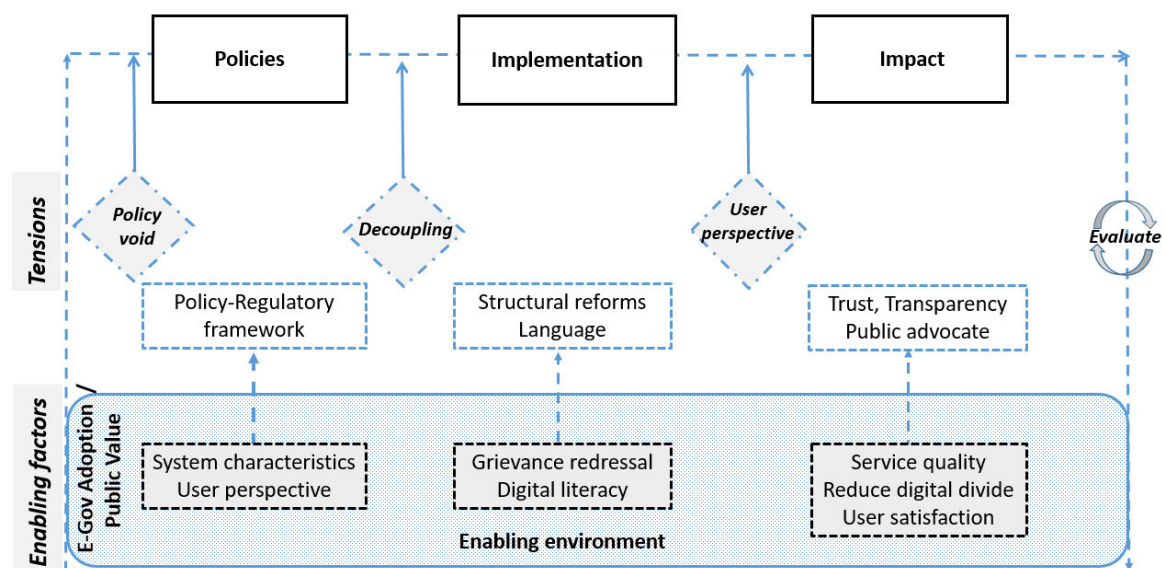 Policies
Implementation
Impact
Tensions
Policy
void
Decoupling
User
perspective
Evaluate
Policy-Regulatory
framework
Structural reforms
Language
Trust, Transparency
Public advocate
Enabling factors
E-Gov Adoption /
Public Value
System characteristics
User perspective
Grievance redressal
Digital literacy
Service quality
Reduce digital divide
User satisfaction
Enabling environment